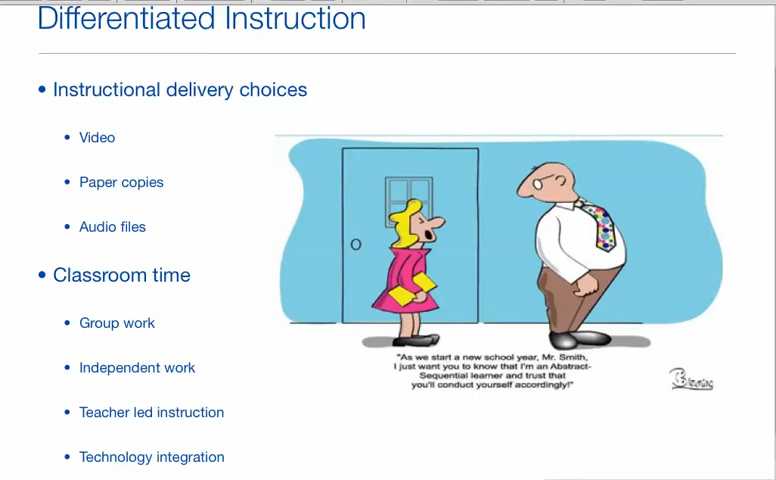 Differentiated Instruction
• Instructional delivery choices
• Video
• Paper copies
• Audio files
• Classroom time
• Group work
• Independent work
• Teacher led instruction
• Technology integration
"As we start a new school year, Mr. Smith,
I just want you to know that I'm an Abstract-
Sequential learner and trust that
you'll conduct yourself accordingly!"